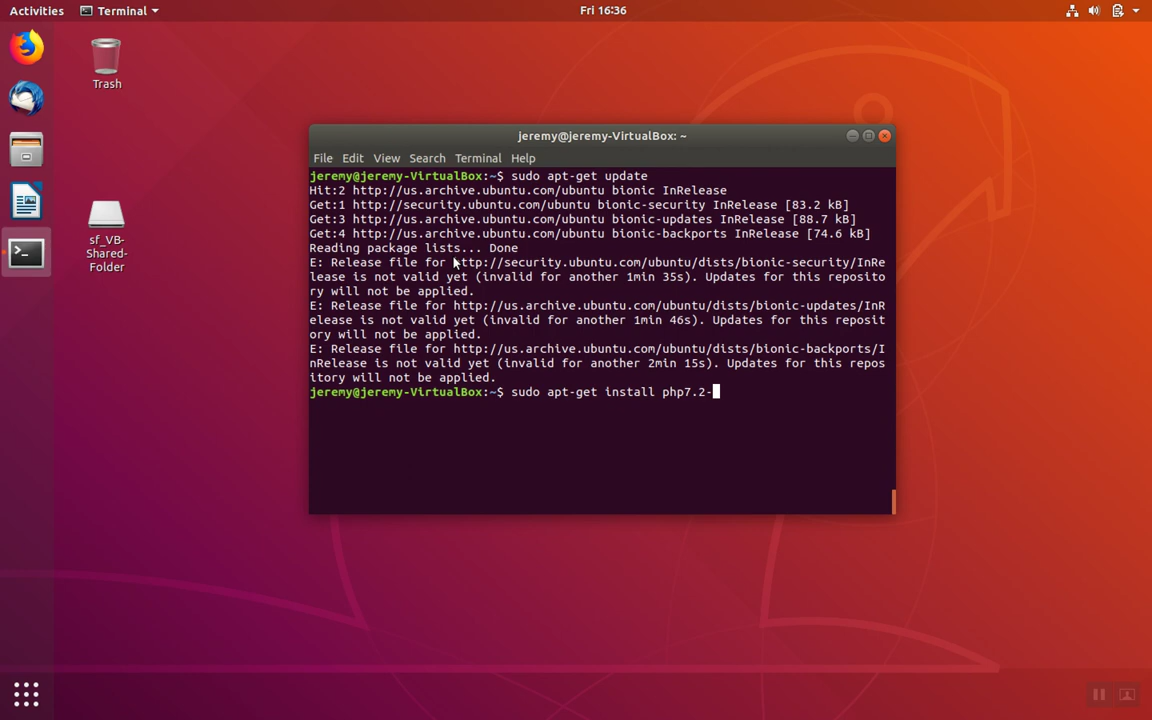 Activities Terminal Fri 16:36
Trash
sf_VB-
Shared-
Folder
jeremy@jeremy-VirtualBox: ~
File Edit View Search Terminal Help
jeremy@jeremy-VirtualBox:~$ sudo apt-get update
Hit:2 http://us.archive.ubuntu.com/ubuntu bionic InRelease
Get:1 http://security.ubuntu.com/ubuntu bionic-security InRelease [83.2 kB]
Get:3 http://us.archive.ubuntu.com/ubuntu bionic-updates InRelease [88.7 kB]
Get:4 http://us.archive.ubuntu.com/ubuntu bionic-backports InRelease [74.6 kB]
Reading package lists... Done
E: Release file for http://security.ubuntu.com/ubuntu/dists/bionic-security/InRe
lease is not valid yet (invalid for another 1min 35s). Updates for this reposito
ry will not be applied.
E: Release file for http://us.archive.ubuntu.com/ubuntu/dists/bionic-updates/InR
elease is not valid yet (invalid for another 1min 46s). Updates for this reposit
ory will not be applied.
E: Release file for http://us.archive.ubuntu.com/ubuntu/dists/bionic-backports/I
nRelease is not valid yet (invalid for another 2min 15s). Updates for this repos
itory will not be applied.
jeremy@jeremy-VirtualBox:~$ sudo apt-get install php7.2-